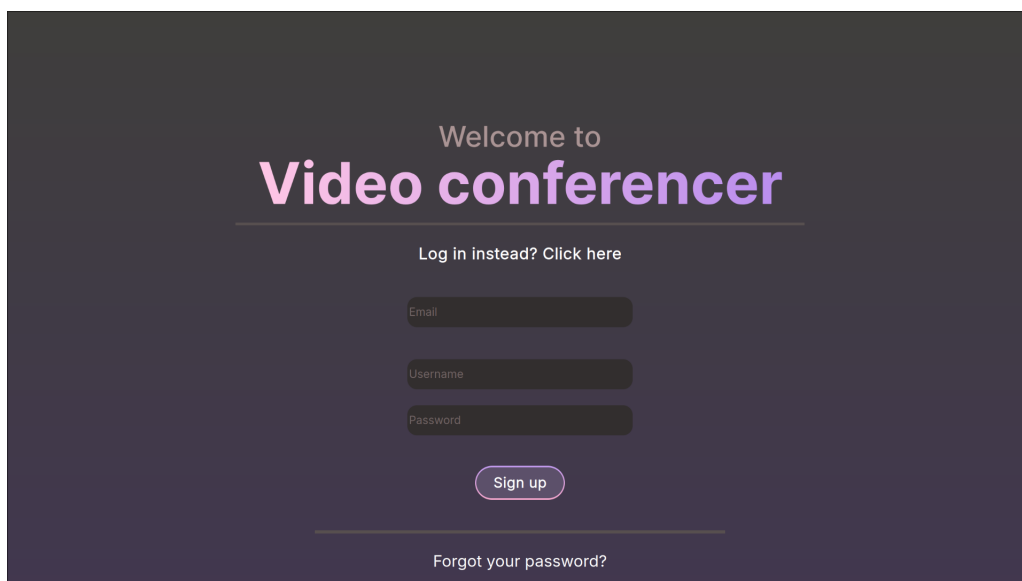 Welcome to
Video conferencer
Log in instead? Click here
Email
Username
Password
Sign up
Forgot your password?